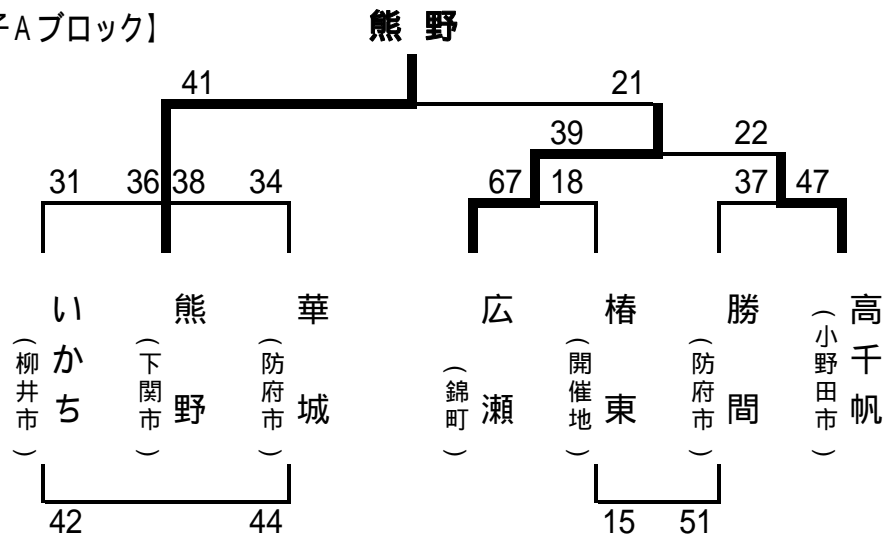 子Aブロック】
熊 野
41 21
39 22
31 36 38 34 67 18 37 47
いかち
(柳井市)
熊野
(下関市)
華城
(防府市)
広瀬
(錦町)
椿東
(開催地)
勝間
(防府市)
高千帆
(小野田市)
42 44 15 51